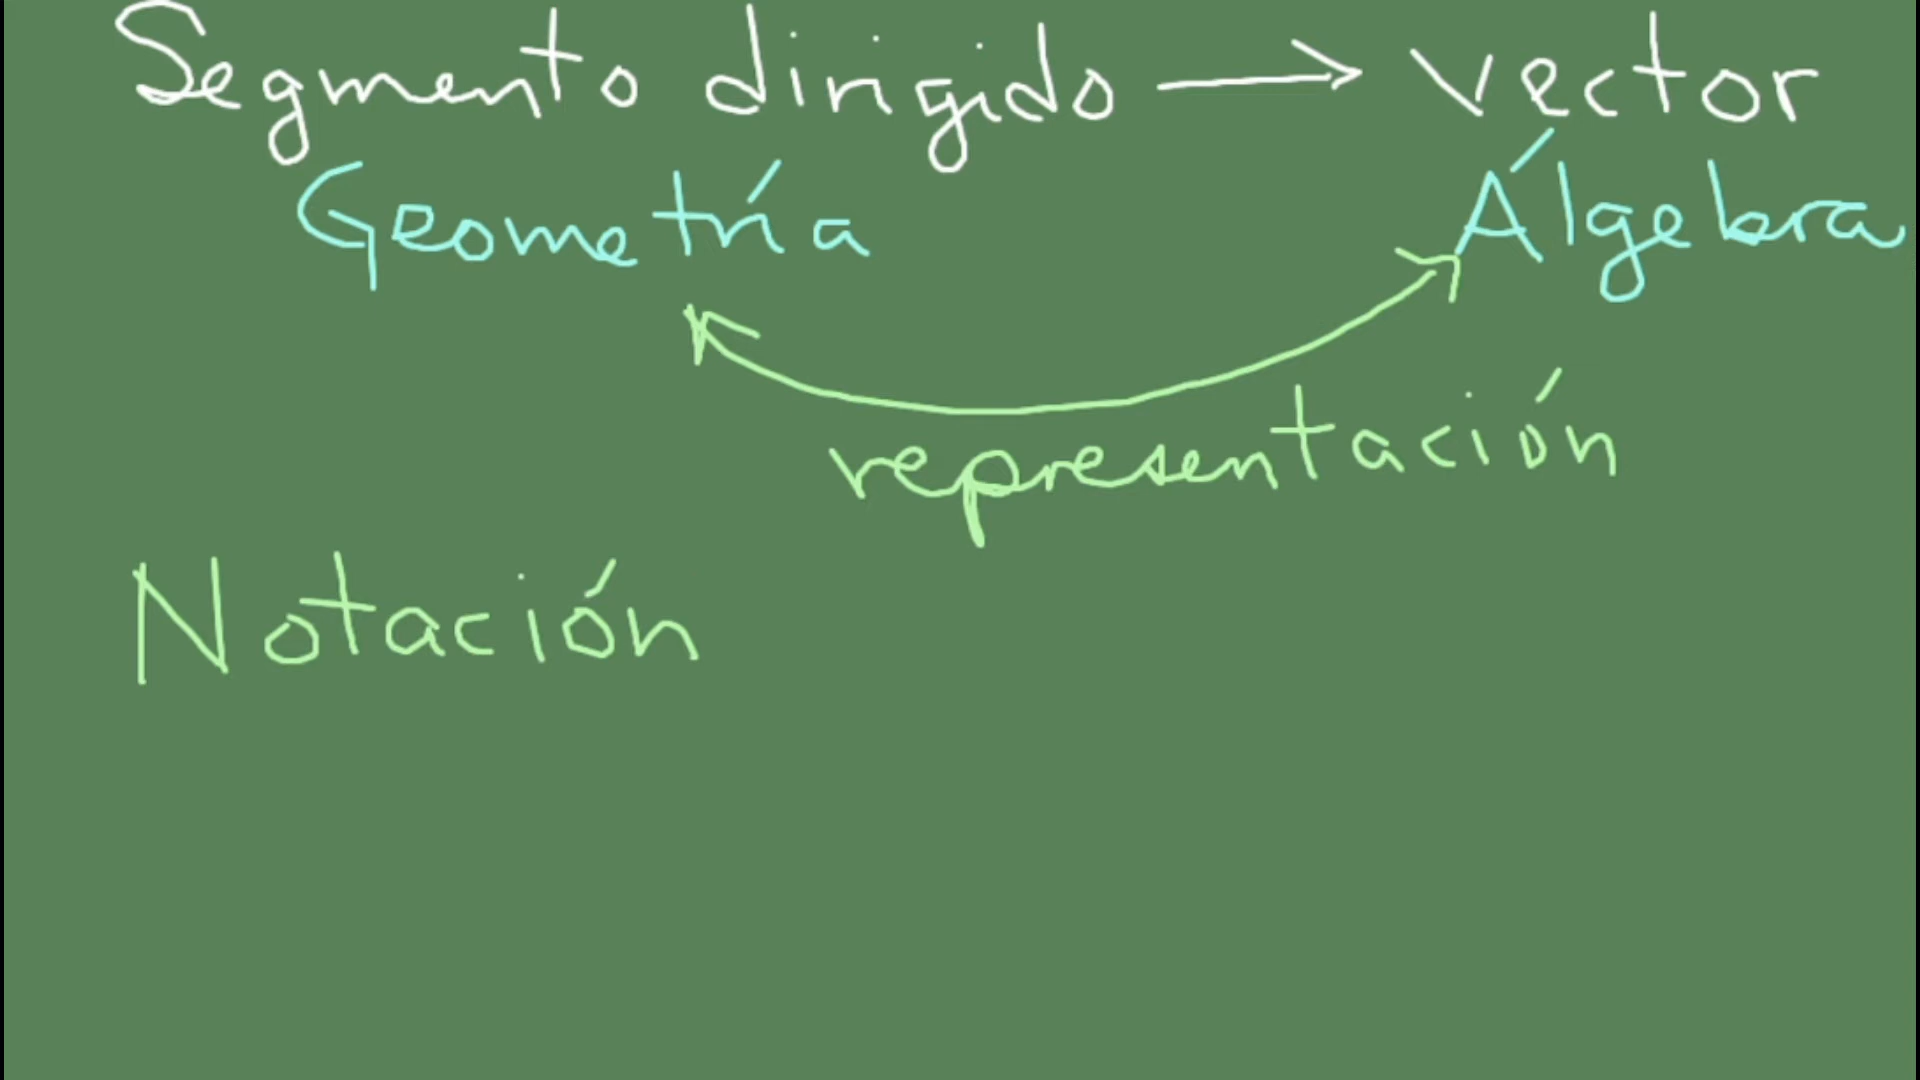 Segmento dirigido → vector
Geometría Álgebra
representación
Notación